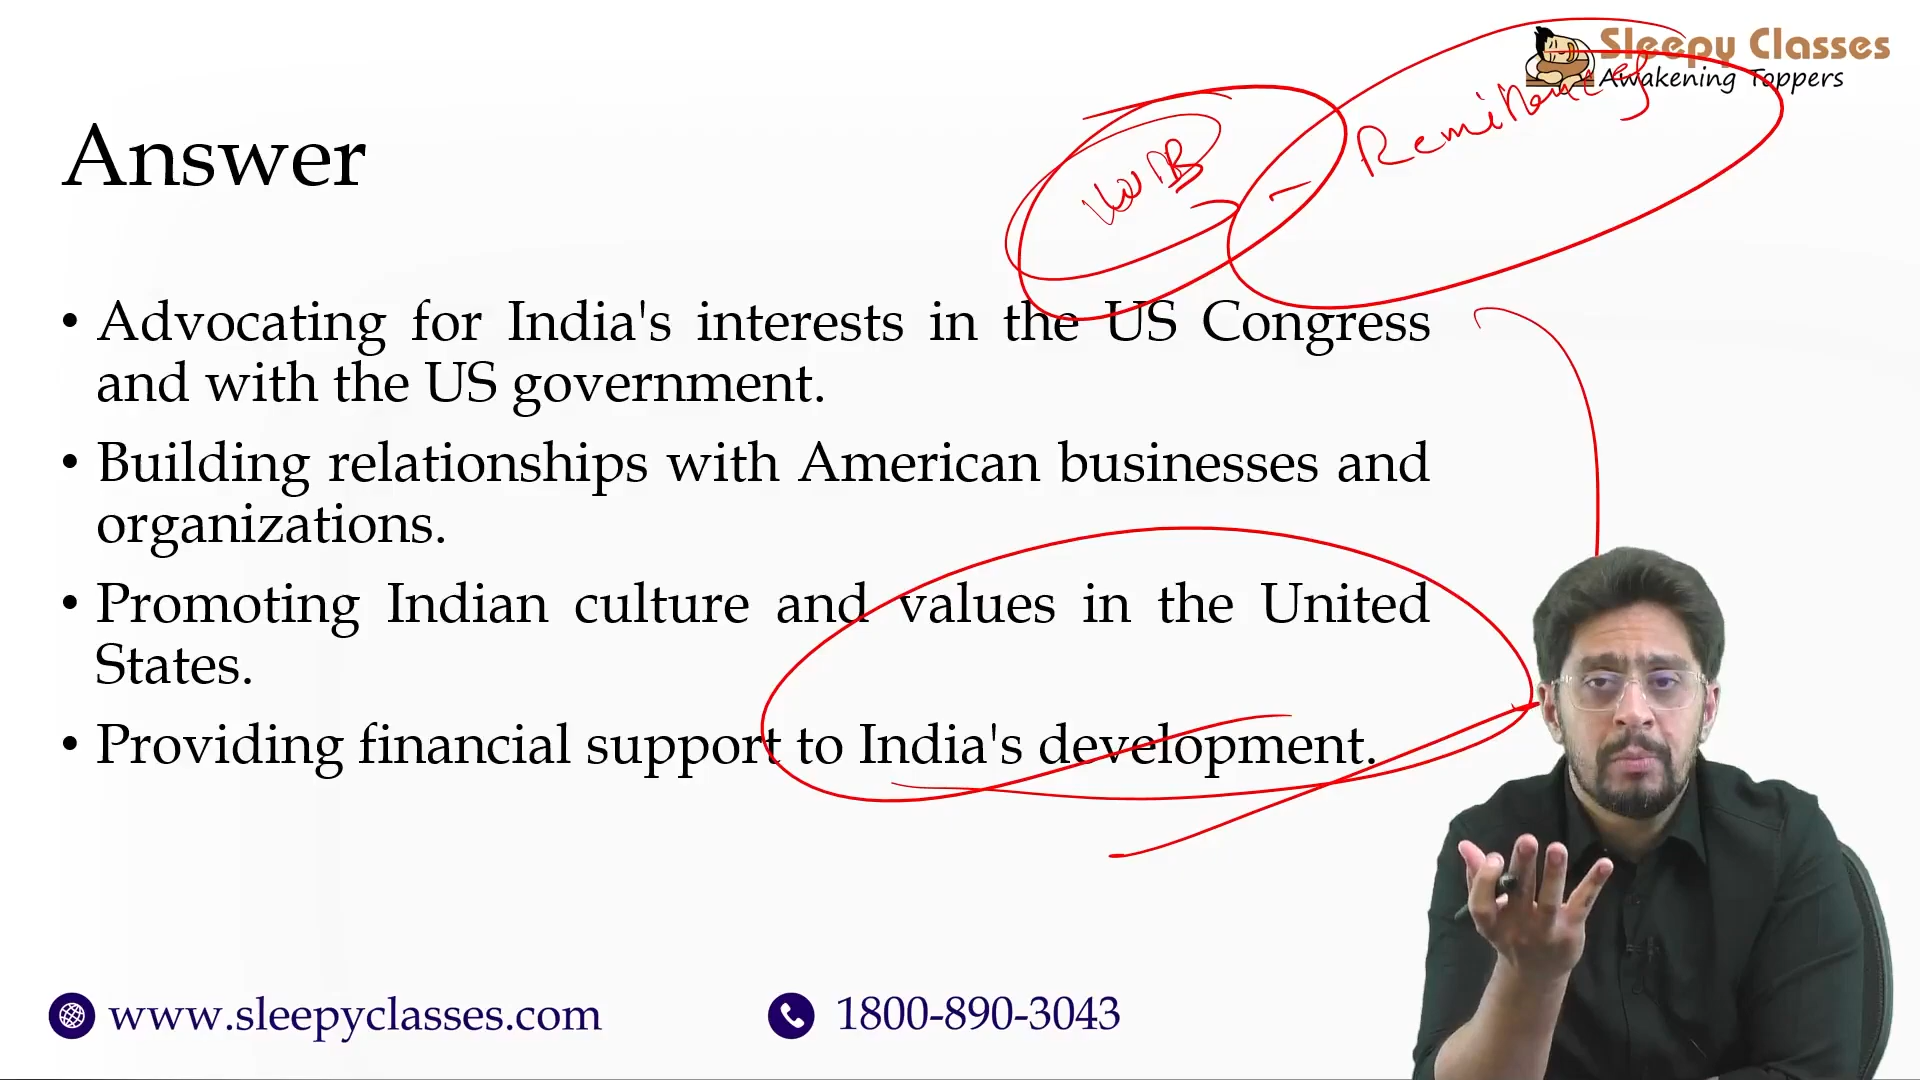 Sleepy Classes
Awakening Toppers
Remittances
Answer
• Advocating for India's interests in the US Congress
and with the US government.
• Building relationships with American businesses and
organizations.
• Promoting Indian culture and values in the United
States.
• Providing financial support to India's development.
www.sleepyclasses.com
1800-890-3043